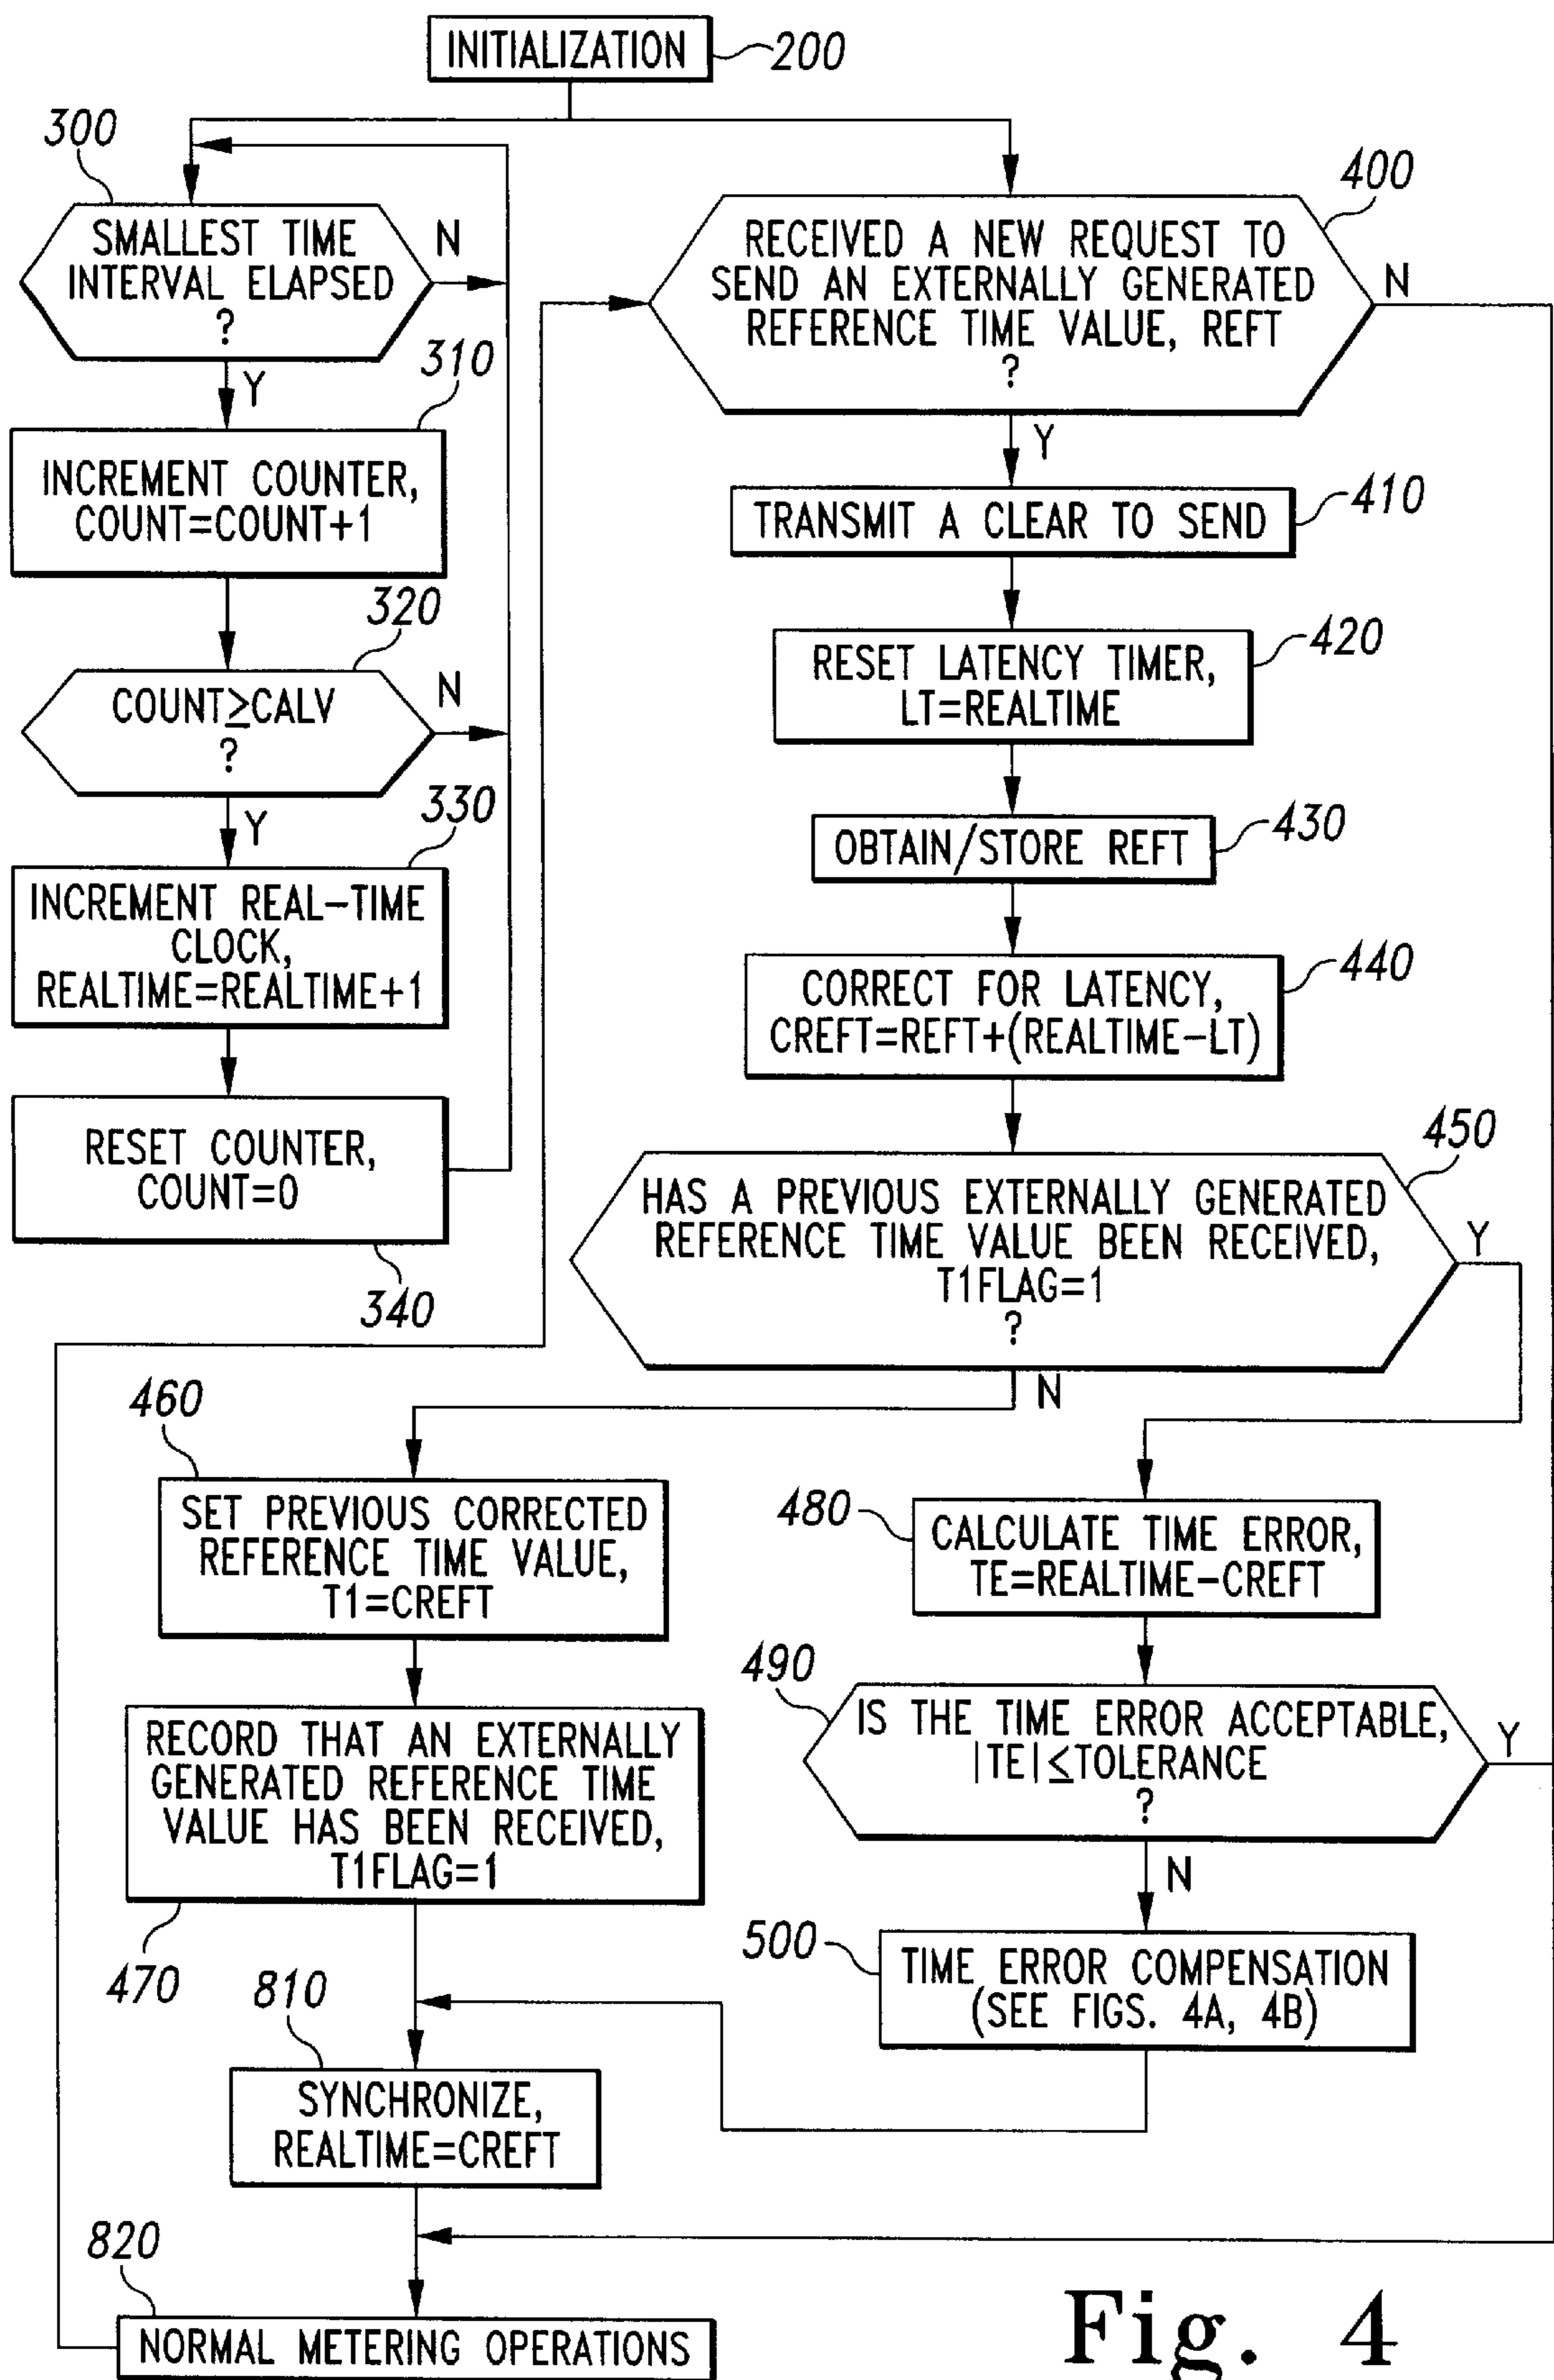 INITIALIZATION
200
300
SMALLEST TIME
INTERVAL ELAPSED
?
N
Y
310
INCREMENT COUNTER,
COUNT=COUNT+1
320
COUNT≥CALV
?
N
Y
330
INCREMENT REAL-TIME
CLOCK,
REALTIME=REALTIME+1
RESET COUNTER,
COUNT=0
340
400
RECEIVED A NEW REQUEST TO
SEND AN EXTERNALLY GENERATED
REFERENCE TIME VALUE, REFT
?
N
Y
TRANSMIT A CLEAR TO SEND
410
RESET LATENCY TIMER,
LT=REALTIME
420
OBTAIN/STORE REFT
430
CORRECT FOR LATENCY,
CREFT=REFT+(REALTIME-LT)
440
450
HAS A PREVIOUS EXTERNALLY GENERATED
REFERENCE TIME VALUE BEEN RECEIVED,
T1FLAG=1
?
Y
N
460
SET PREVIOUS CORRECTED
REFERENCE TIME VALUE,
T1=CREFT
RECORD THAT AN EXTERNALLY
GENERATED REFERENCE TIME
VALUE HAS BEEN RECEIVED,
T1FLAG=1
470
480
CALCULATE TIME ERROR,
TE=REALTIME-CREFT
490
IS THE TIME ERROR ACCEPTABLE,
|TE|≤TOLERANCE
?
Y
N
500
TIME ERROR COMPENSATION
(SEE FIGS. 4A, 4B)
810
SYNCHRONIZE,
REALTIME=CREFT
820
NORMAL METERING OPERATIONS
Fig. 4